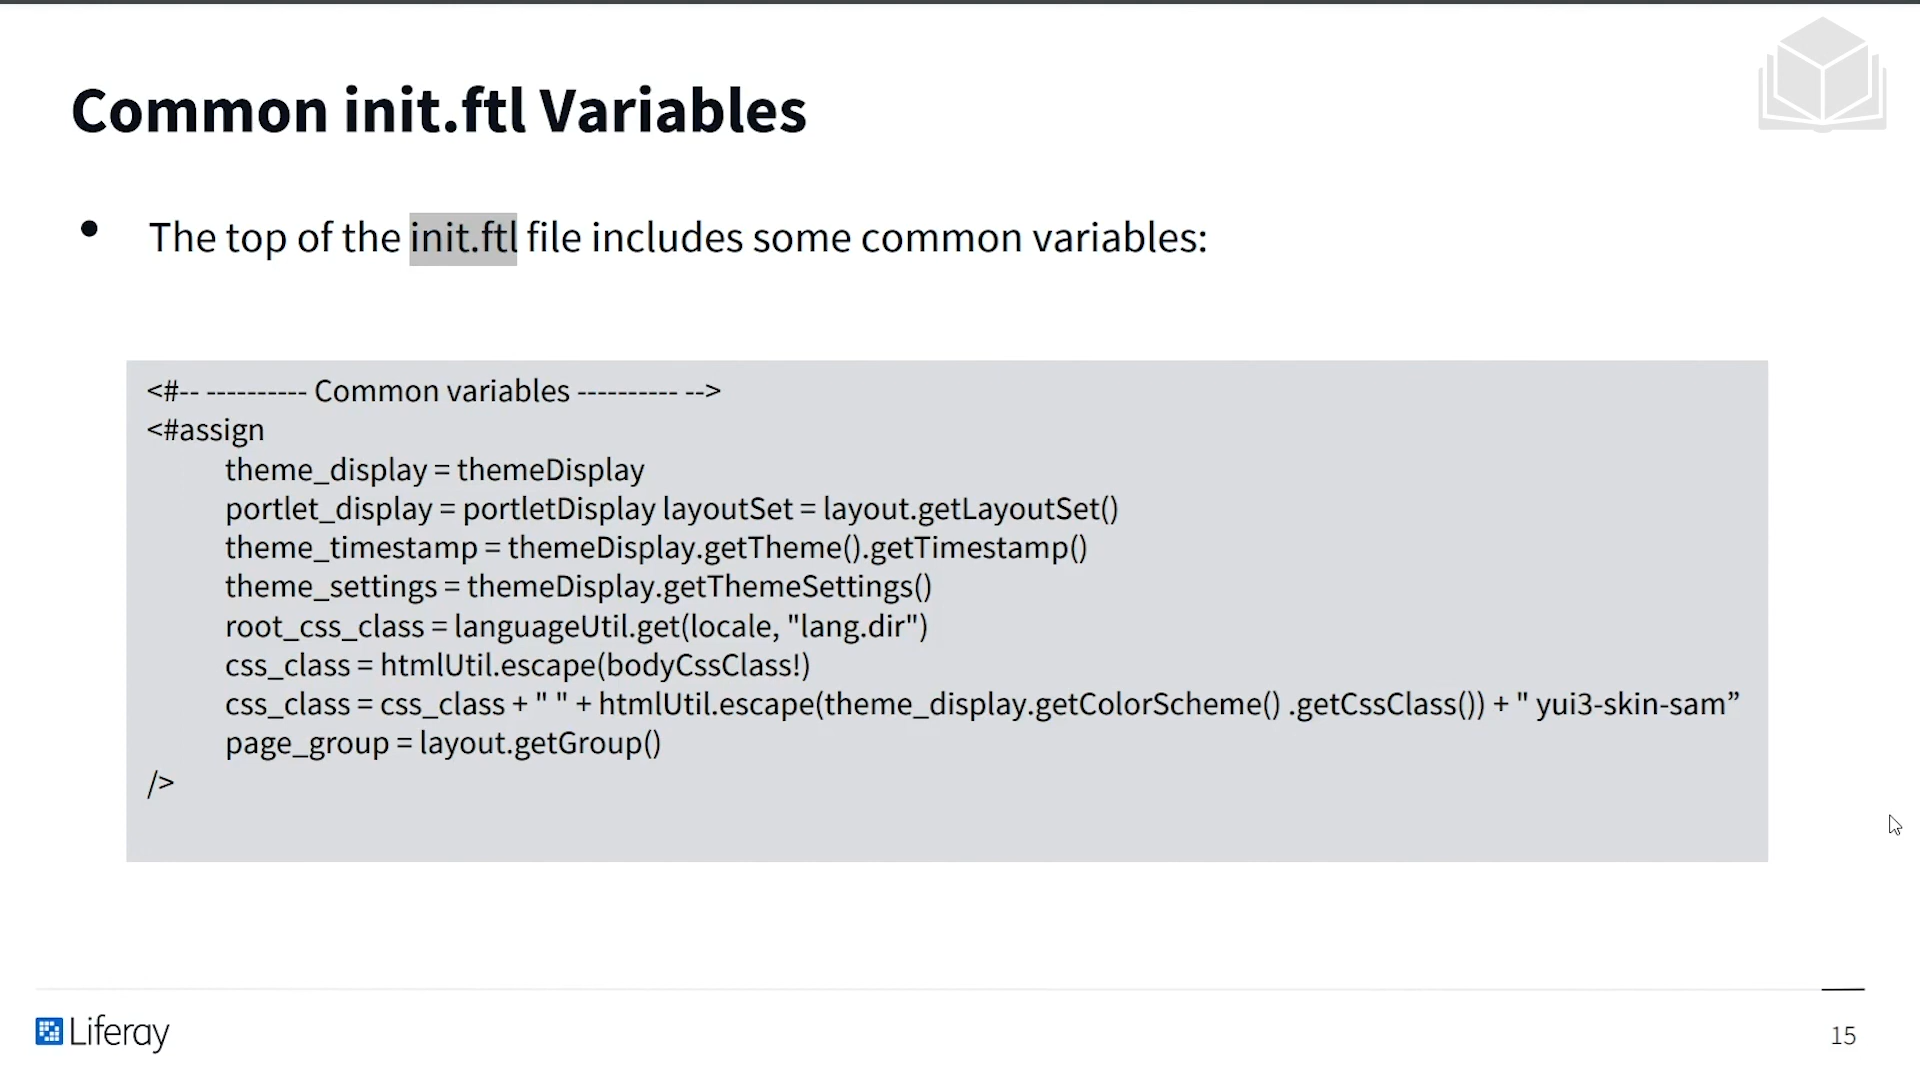 Common init.ftl Variables
• The top of the init.ftl file includes some common variables:
<#-- ---------- Common variables ---------- -->
<#assign
theme_display = themeDisplay
portlet_display = portletDisplay layoutSet = layout.getLayoutSet()
theme_timestamp = themeDisplay.getTheme().getTimestamp()
theme_settings = themeDisplay.getThemeSettings()
root_css_class = languageUtil.get(locale, "lang.dir")
css_class = htmlUtil.escape(bodyCssClass!)
css_class = css_class + " " + htmlUtil.escape(theme_display.getColorScheme() .getCssClass()) + " yui3-skin-sam”
page_group = layout.getGroup()
/>
Liferay
15